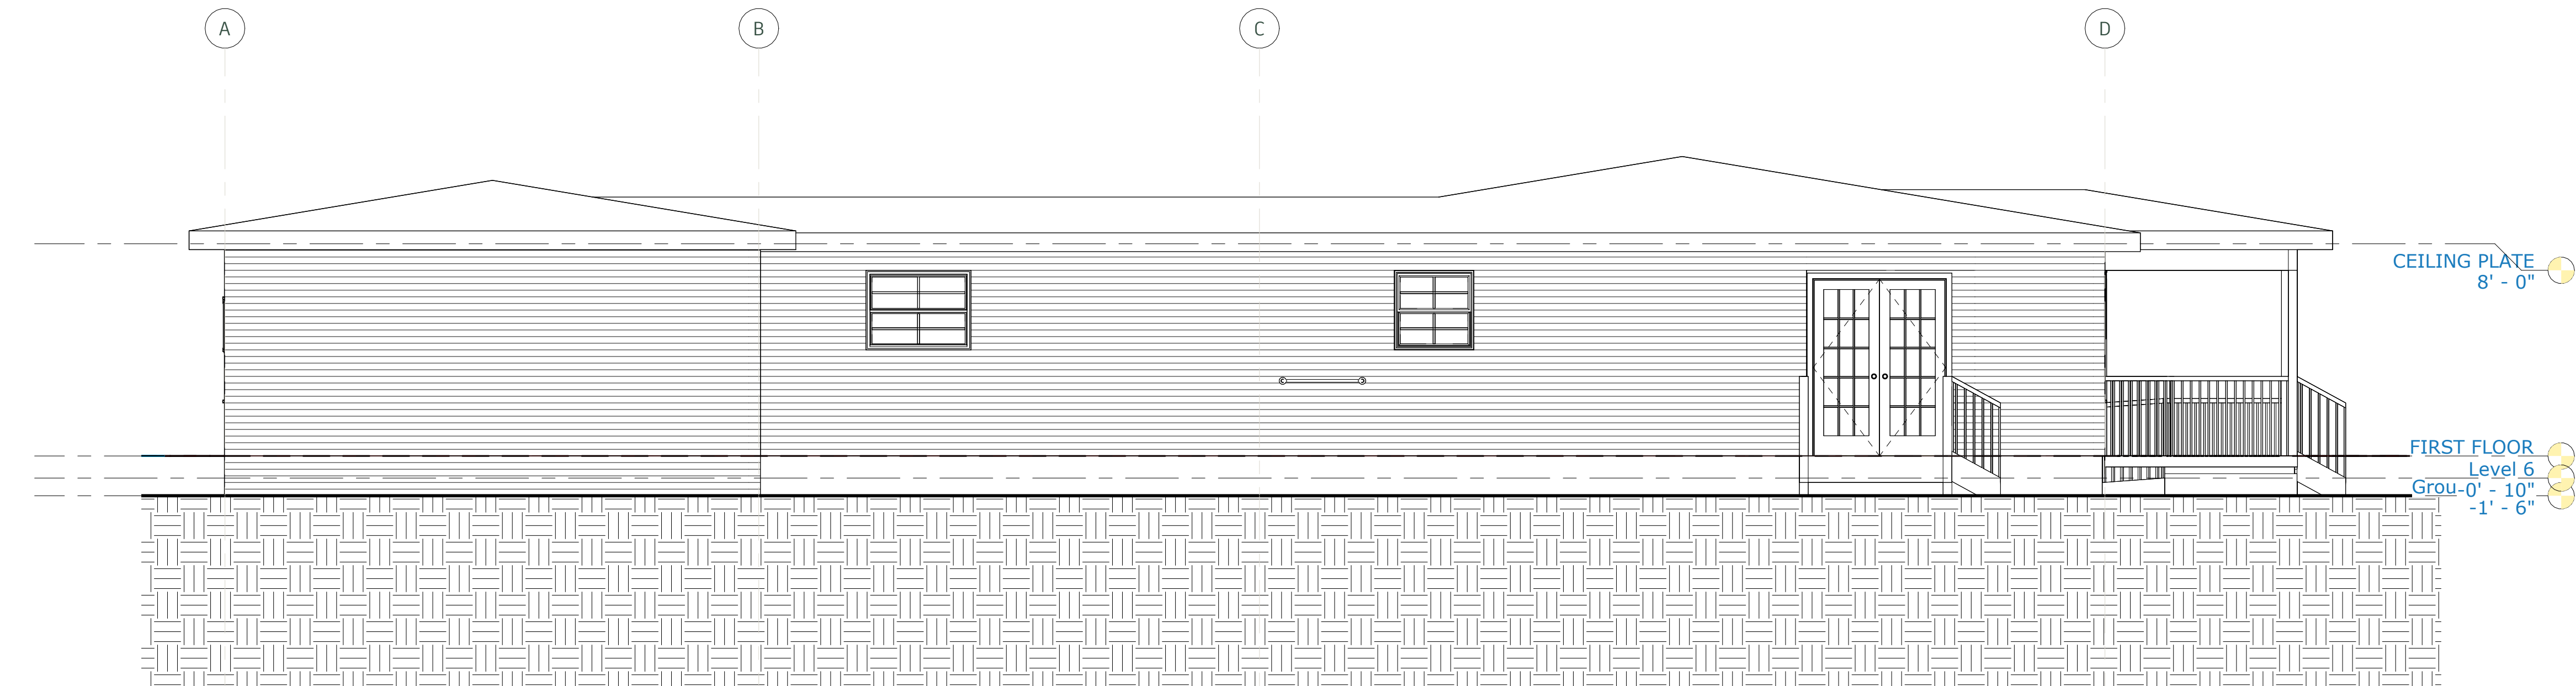 A
B
C
D
CEILING PLATE
8' - 0"
FIRST FLOOR
Level 6
Grou-0' - 10"
-1' - 6"